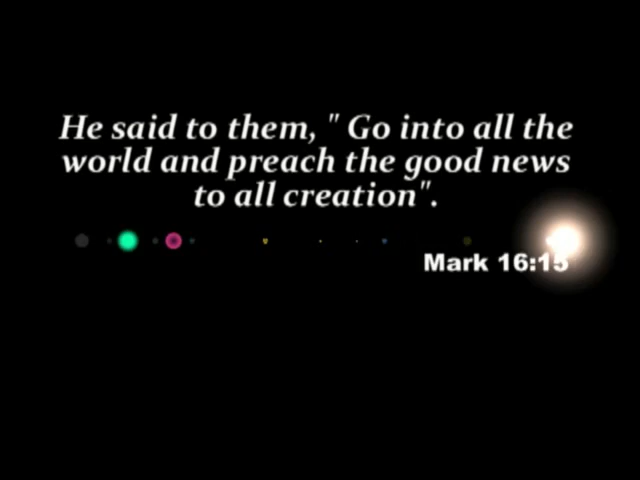 He said to them, " Go into all the
world and preach the good news
to all creation".
Mark 16:15